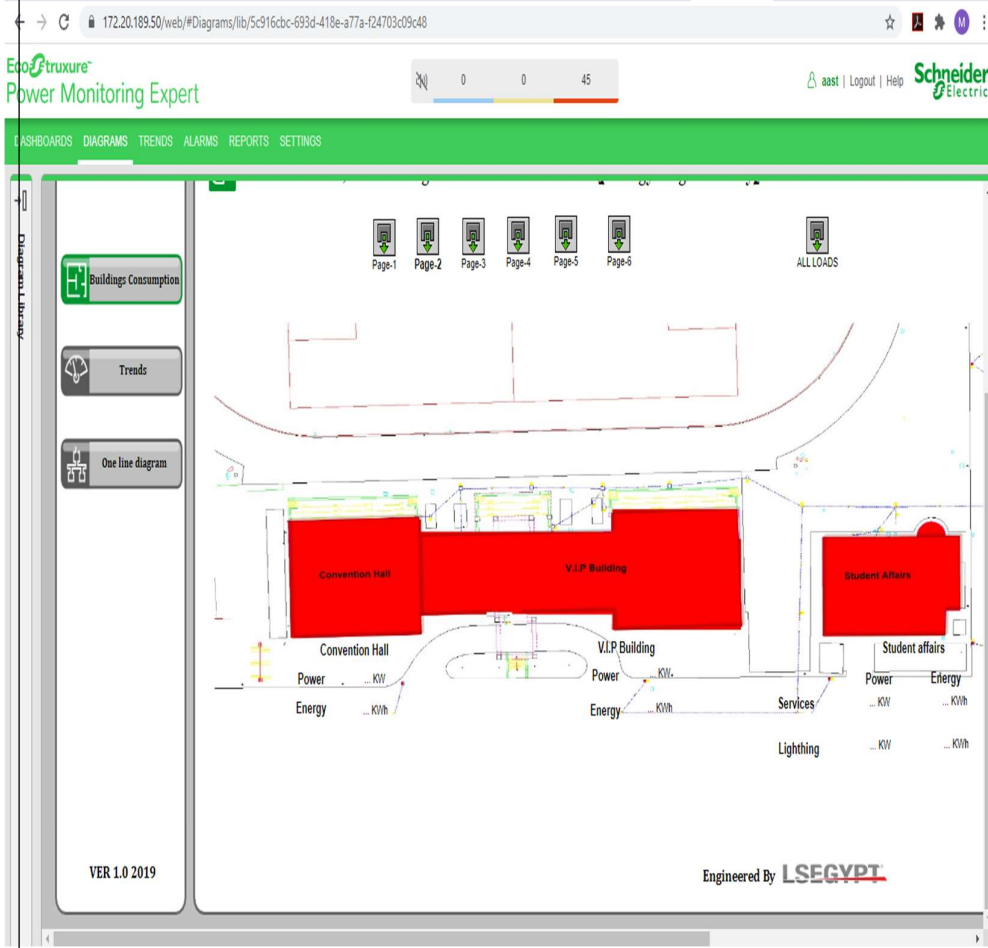 172.20.189.50/web/#Diagrams/lib/5c916cbc-693d-418e-a77a-f24703c09c48
M
EcoStruxure™
Power Monitoring Expert
0 0 45
aast | Logout | Help
Schneider Electric
DASHBOARDS DIAGRAMS TRENDS ALARMS REPORTS SETTINGS
Diagram Library
Page-1 Page-2 Page-3 Page-4 Page-5 Page-6 ALL LOADS
Buildings Consumption
Trends
One line diagram
Convention Hall
V.I.P Building
Student Affairs
Convention Hall
Power ... KW
Energy ... KWh
V.I.P Building
Power ... KW
Energy ... KWh
Student affairs
Power Energy
Services ... KW ... KWh
Lighthing ... KW ... KWh
VER 1.0 2019
Engineered By LSEGYPT